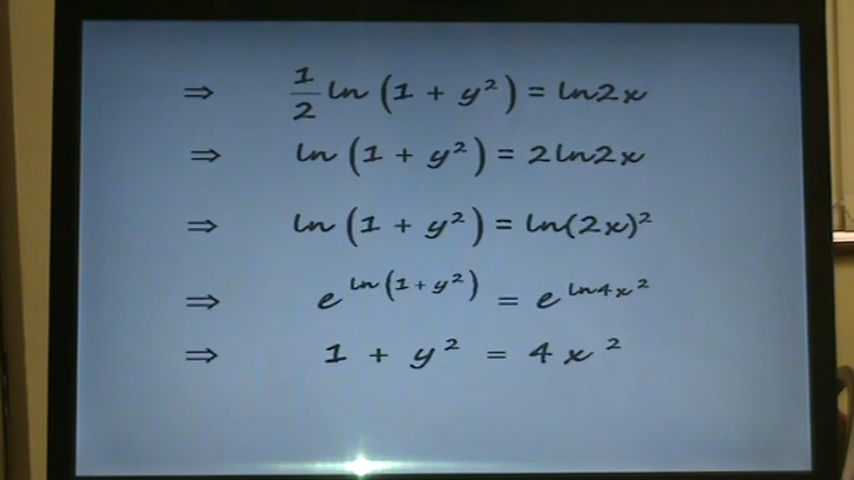 ⇒ 1/2 ln (1 + y²) = ln2x
⇒ ln (1 + y²) = 2ln2x
⇒ ln (1 + y²) = ln(2x)²
⇒ e^ln(1+y²) = e^ln4x²
⇒ 1 + y² = 4x²